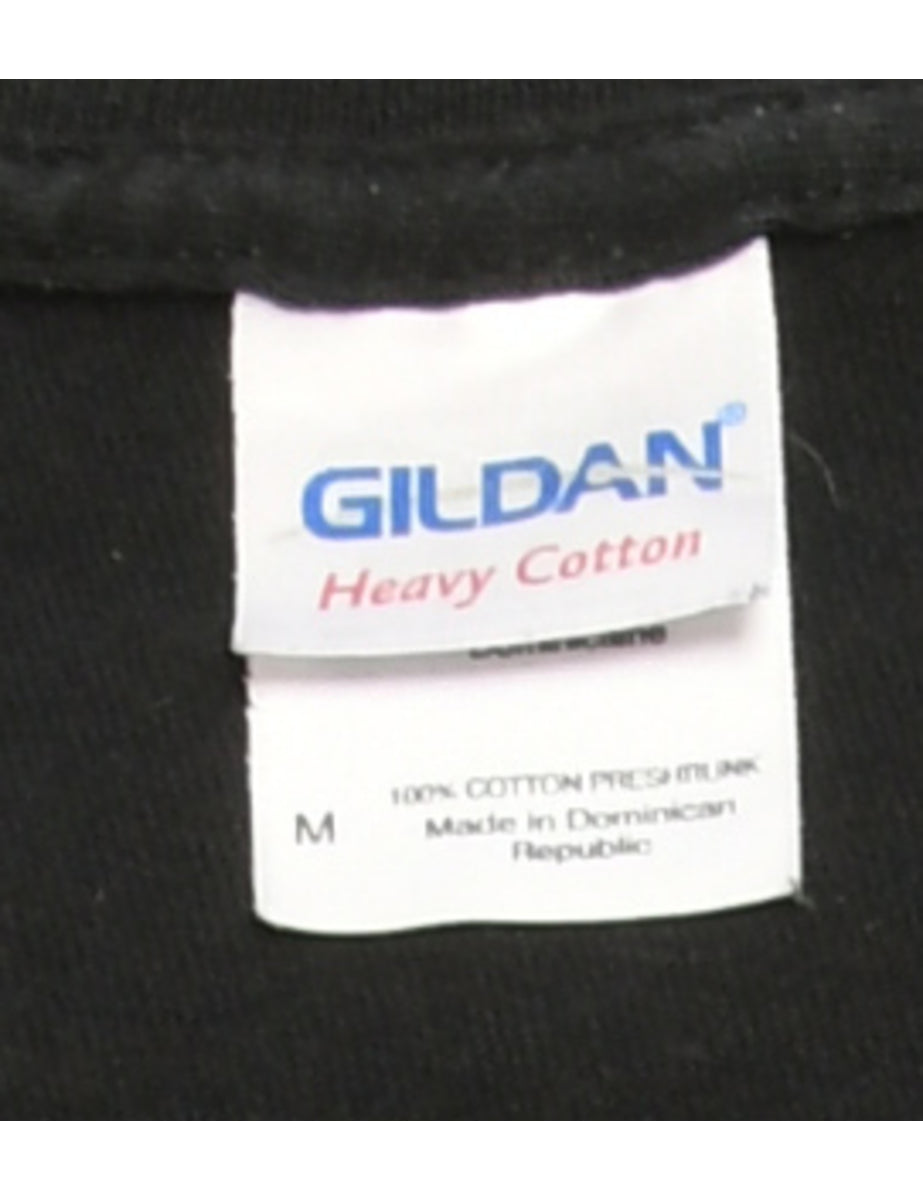 GILDAN®
Heavy Cotton
M
100% COTTON PRESHRUNK
Made in Dominican
Republic